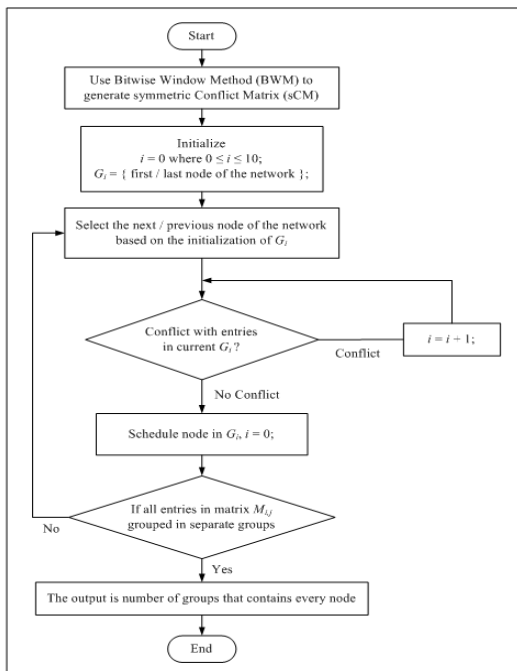 Start
Use Bitwise Window Method (BWM) to
generate symmetric Conflict Matrix (sCM)
Initialize
i = 0 where 0 ≤ i ≤ 10;
Gi = { first / last node of the network };
Select the next / previous node of the network
based on the initialization of Gi
Conflict with entries
in current Gi ?
Conflict
i = i + 1;
No Conflict
Schedule node in Gi, i = 0;
If all entries in matrix Mi,j
grouped in separate groups
No
Yes
The output is number of groups that contains every node
End